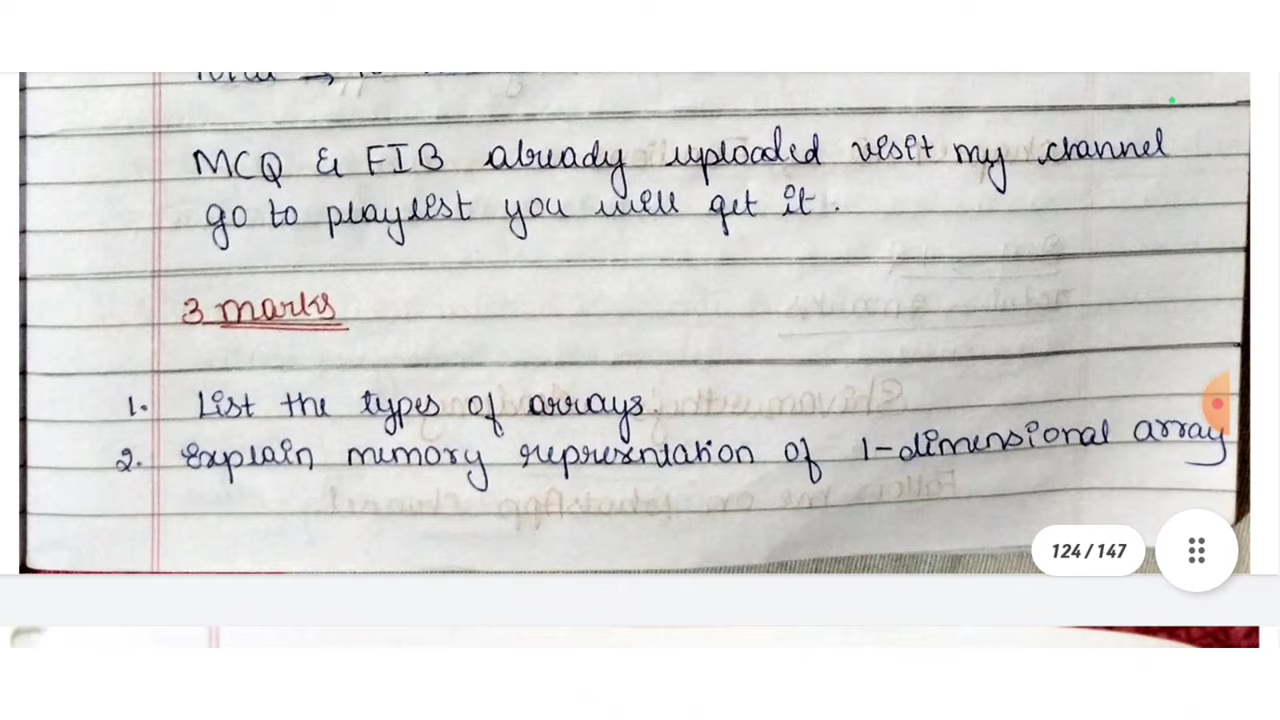 MCQ & FIB already uploaded visit my channel
go to playlist you will get it.
3 marks
1. List the types of arrays.
2. Explain memory representation of 1-dimensional array
124 / 147